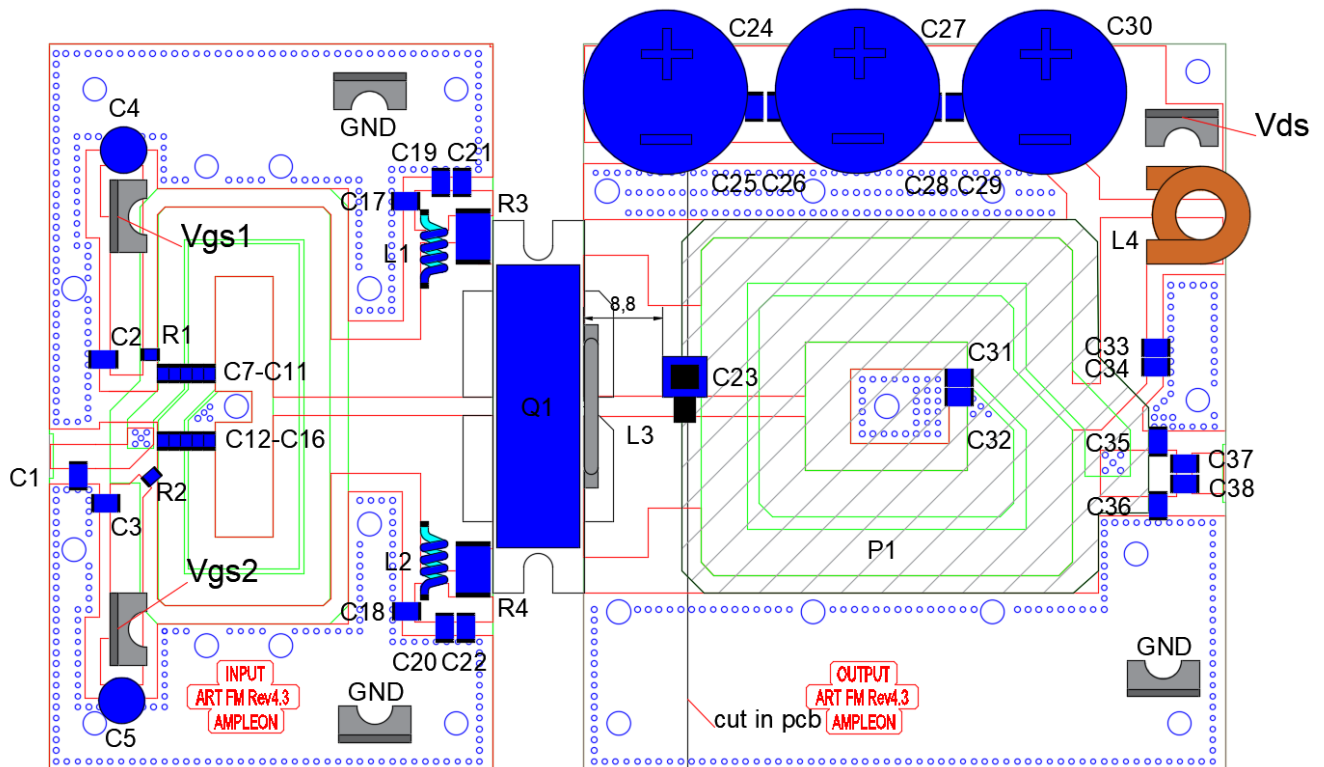 C24
C27
C30
C4
GND
Vds
C19 C21
C17
R3
C25 C26
C28 C29
Vgs1
L1
L4
8,8
C2
R1
C7-C11
C31
C33
C34
C23
Q1
C12-C16
L3
C32
C35
C37
C1
R2
C38
C3
C36
P1
L2
Vgs2
C18
R4
C20 C22
GND
INPUT
ART FM Rev4.3
AMPLEON
OUTPUT
ART FM Rev4.3
AMPLEON
GND
cut in pcb
C5